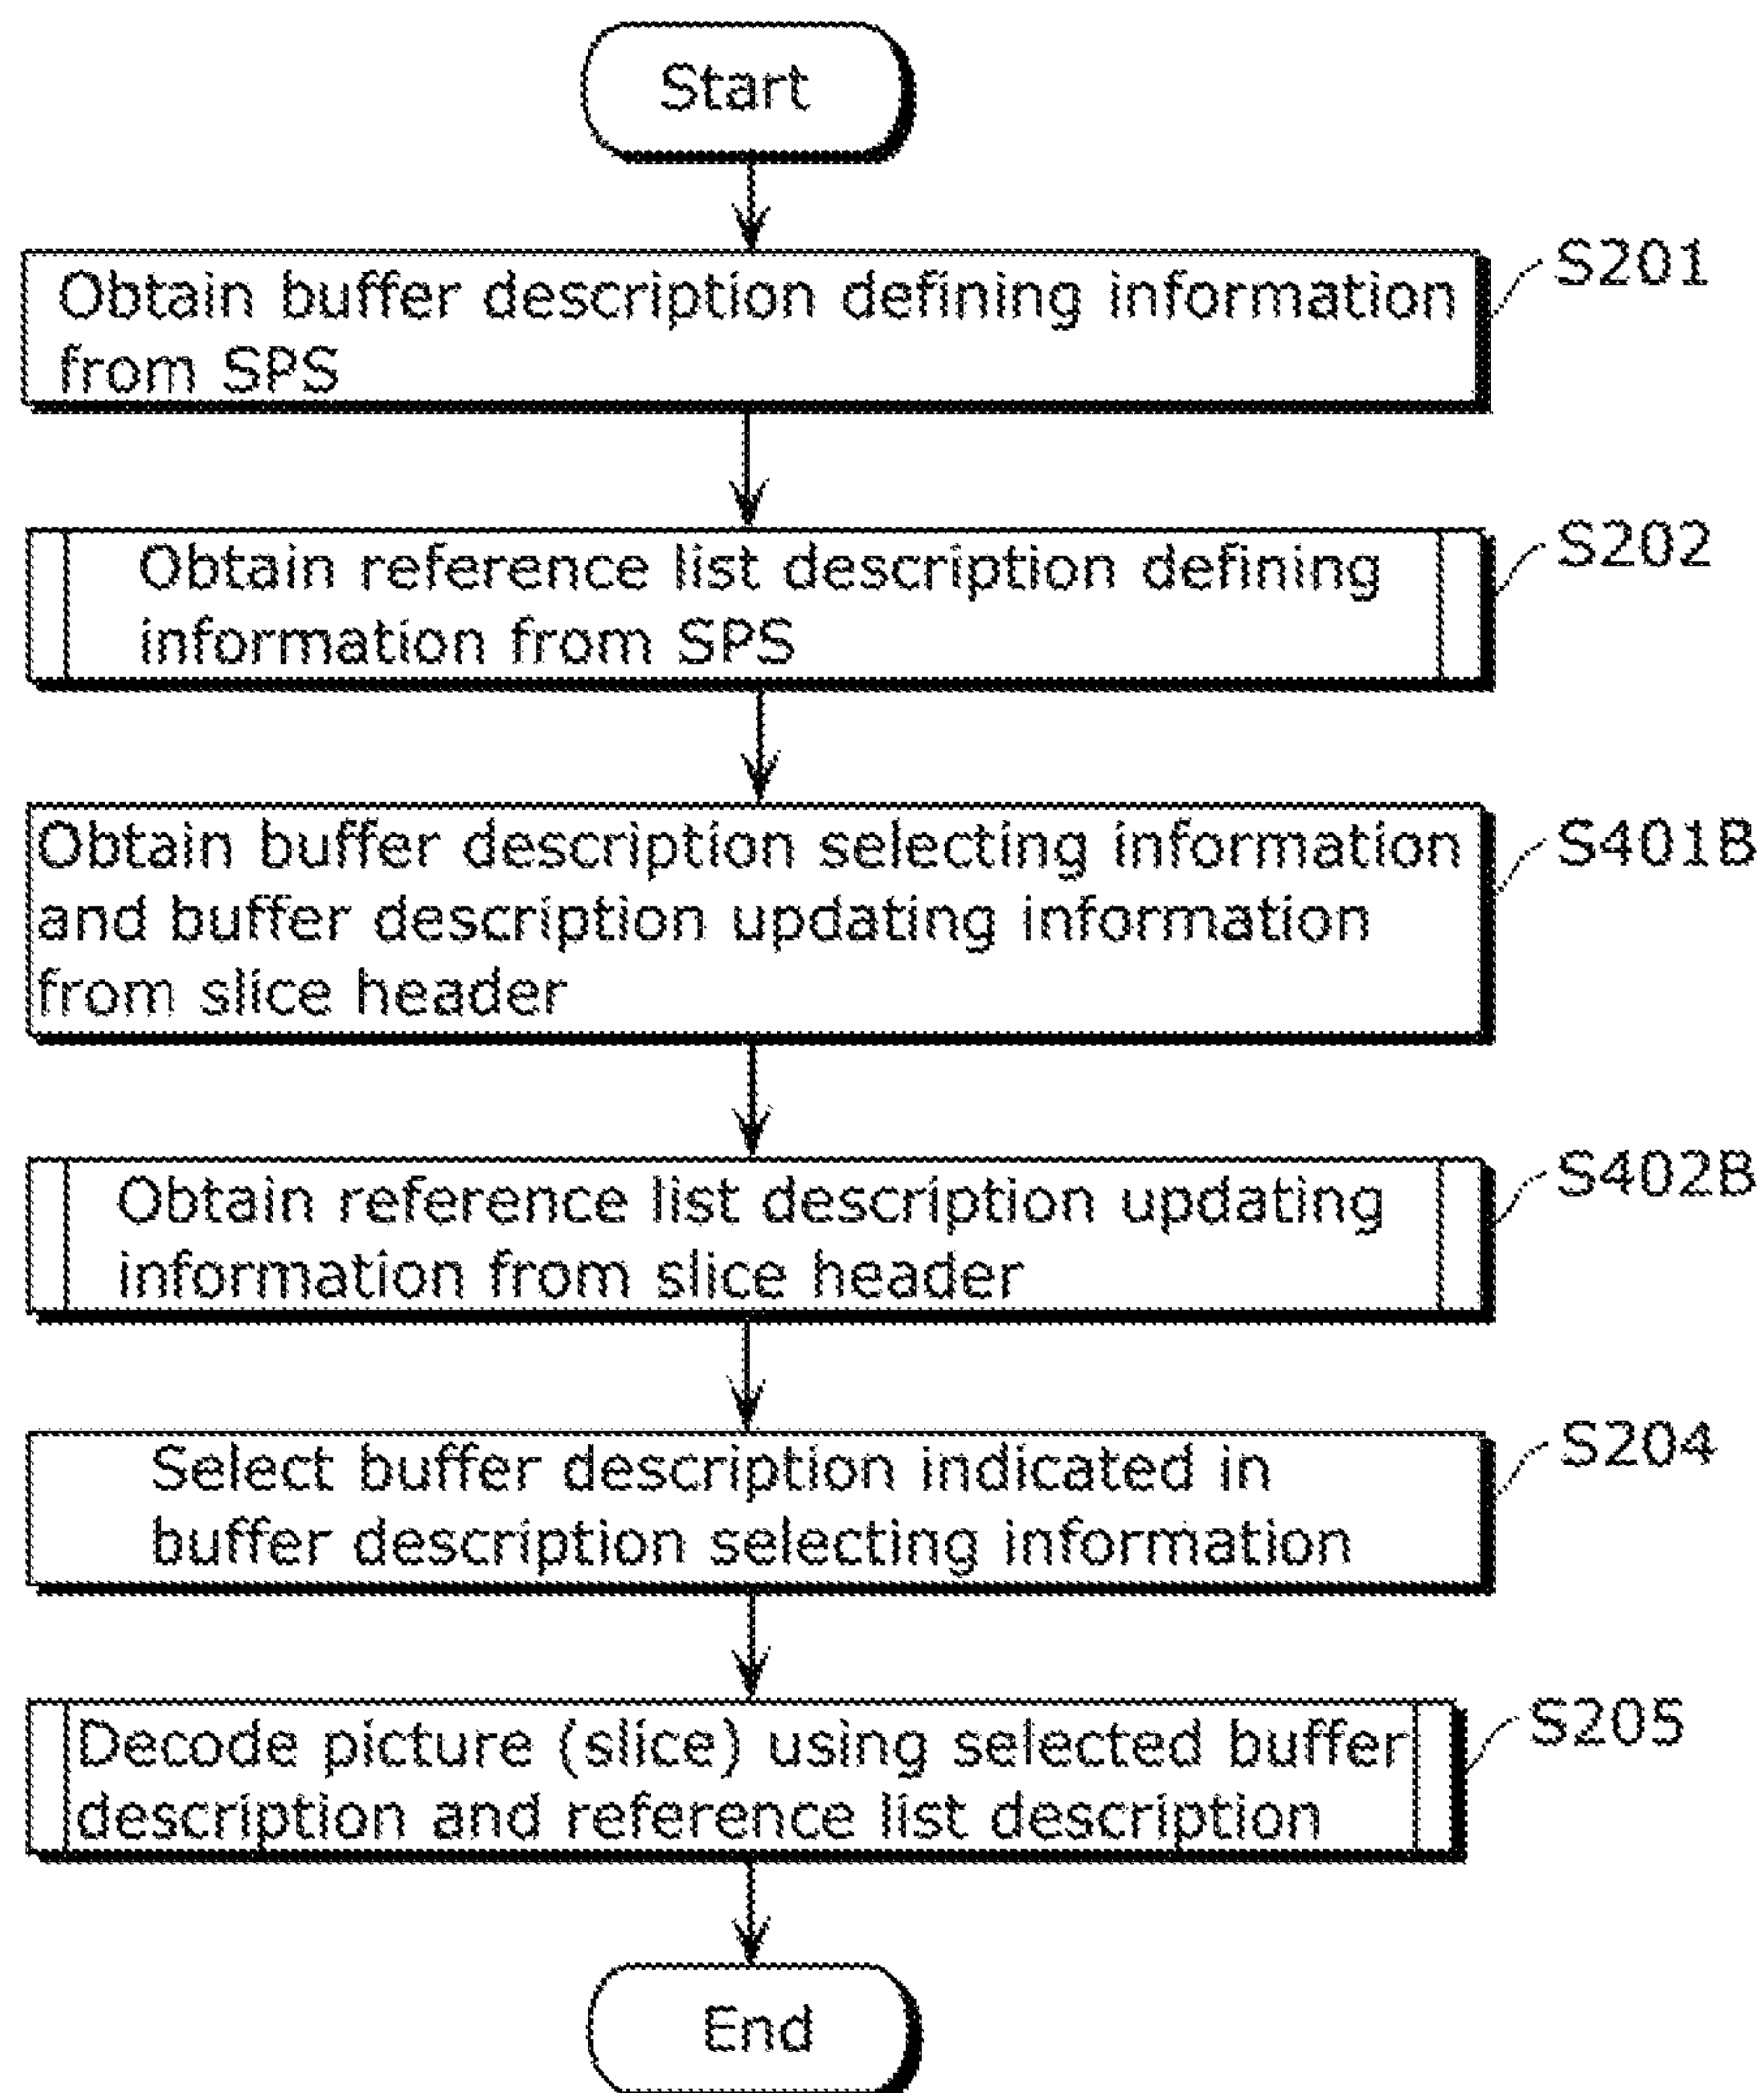 Start
Obtain buffer description defining information
from SPS
S201
Obtain reference list description defining
information from SPS
S202
Obtain buffer description selecting information
and buffer description updating information
from slice header
S401B
Obtain reference list description updating
information from slice header
S402B
Select buffer description indicated in
buffer description selecting information
S204
Decode picture (slice) using selected buffer
description and reference list description
S205
End